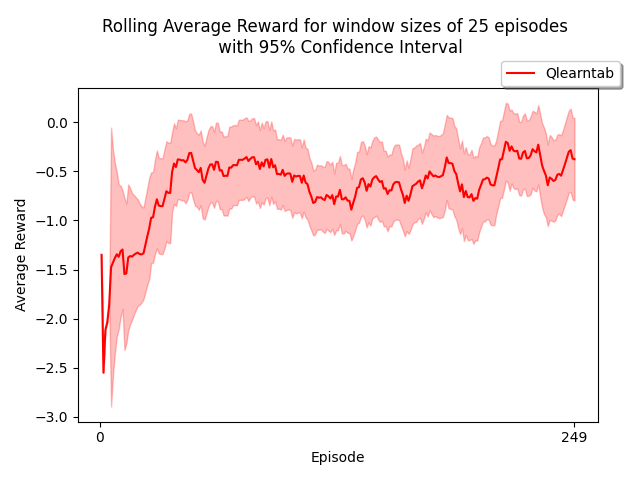 Rolling Average Reward for window sizes of 25 episodes
with 95% Confidence Interval
Qlearntab
0.0
−0.5
−1.0
−1.5
−2.0
−2.5
−3.0
Average Reward
0
249
Episode